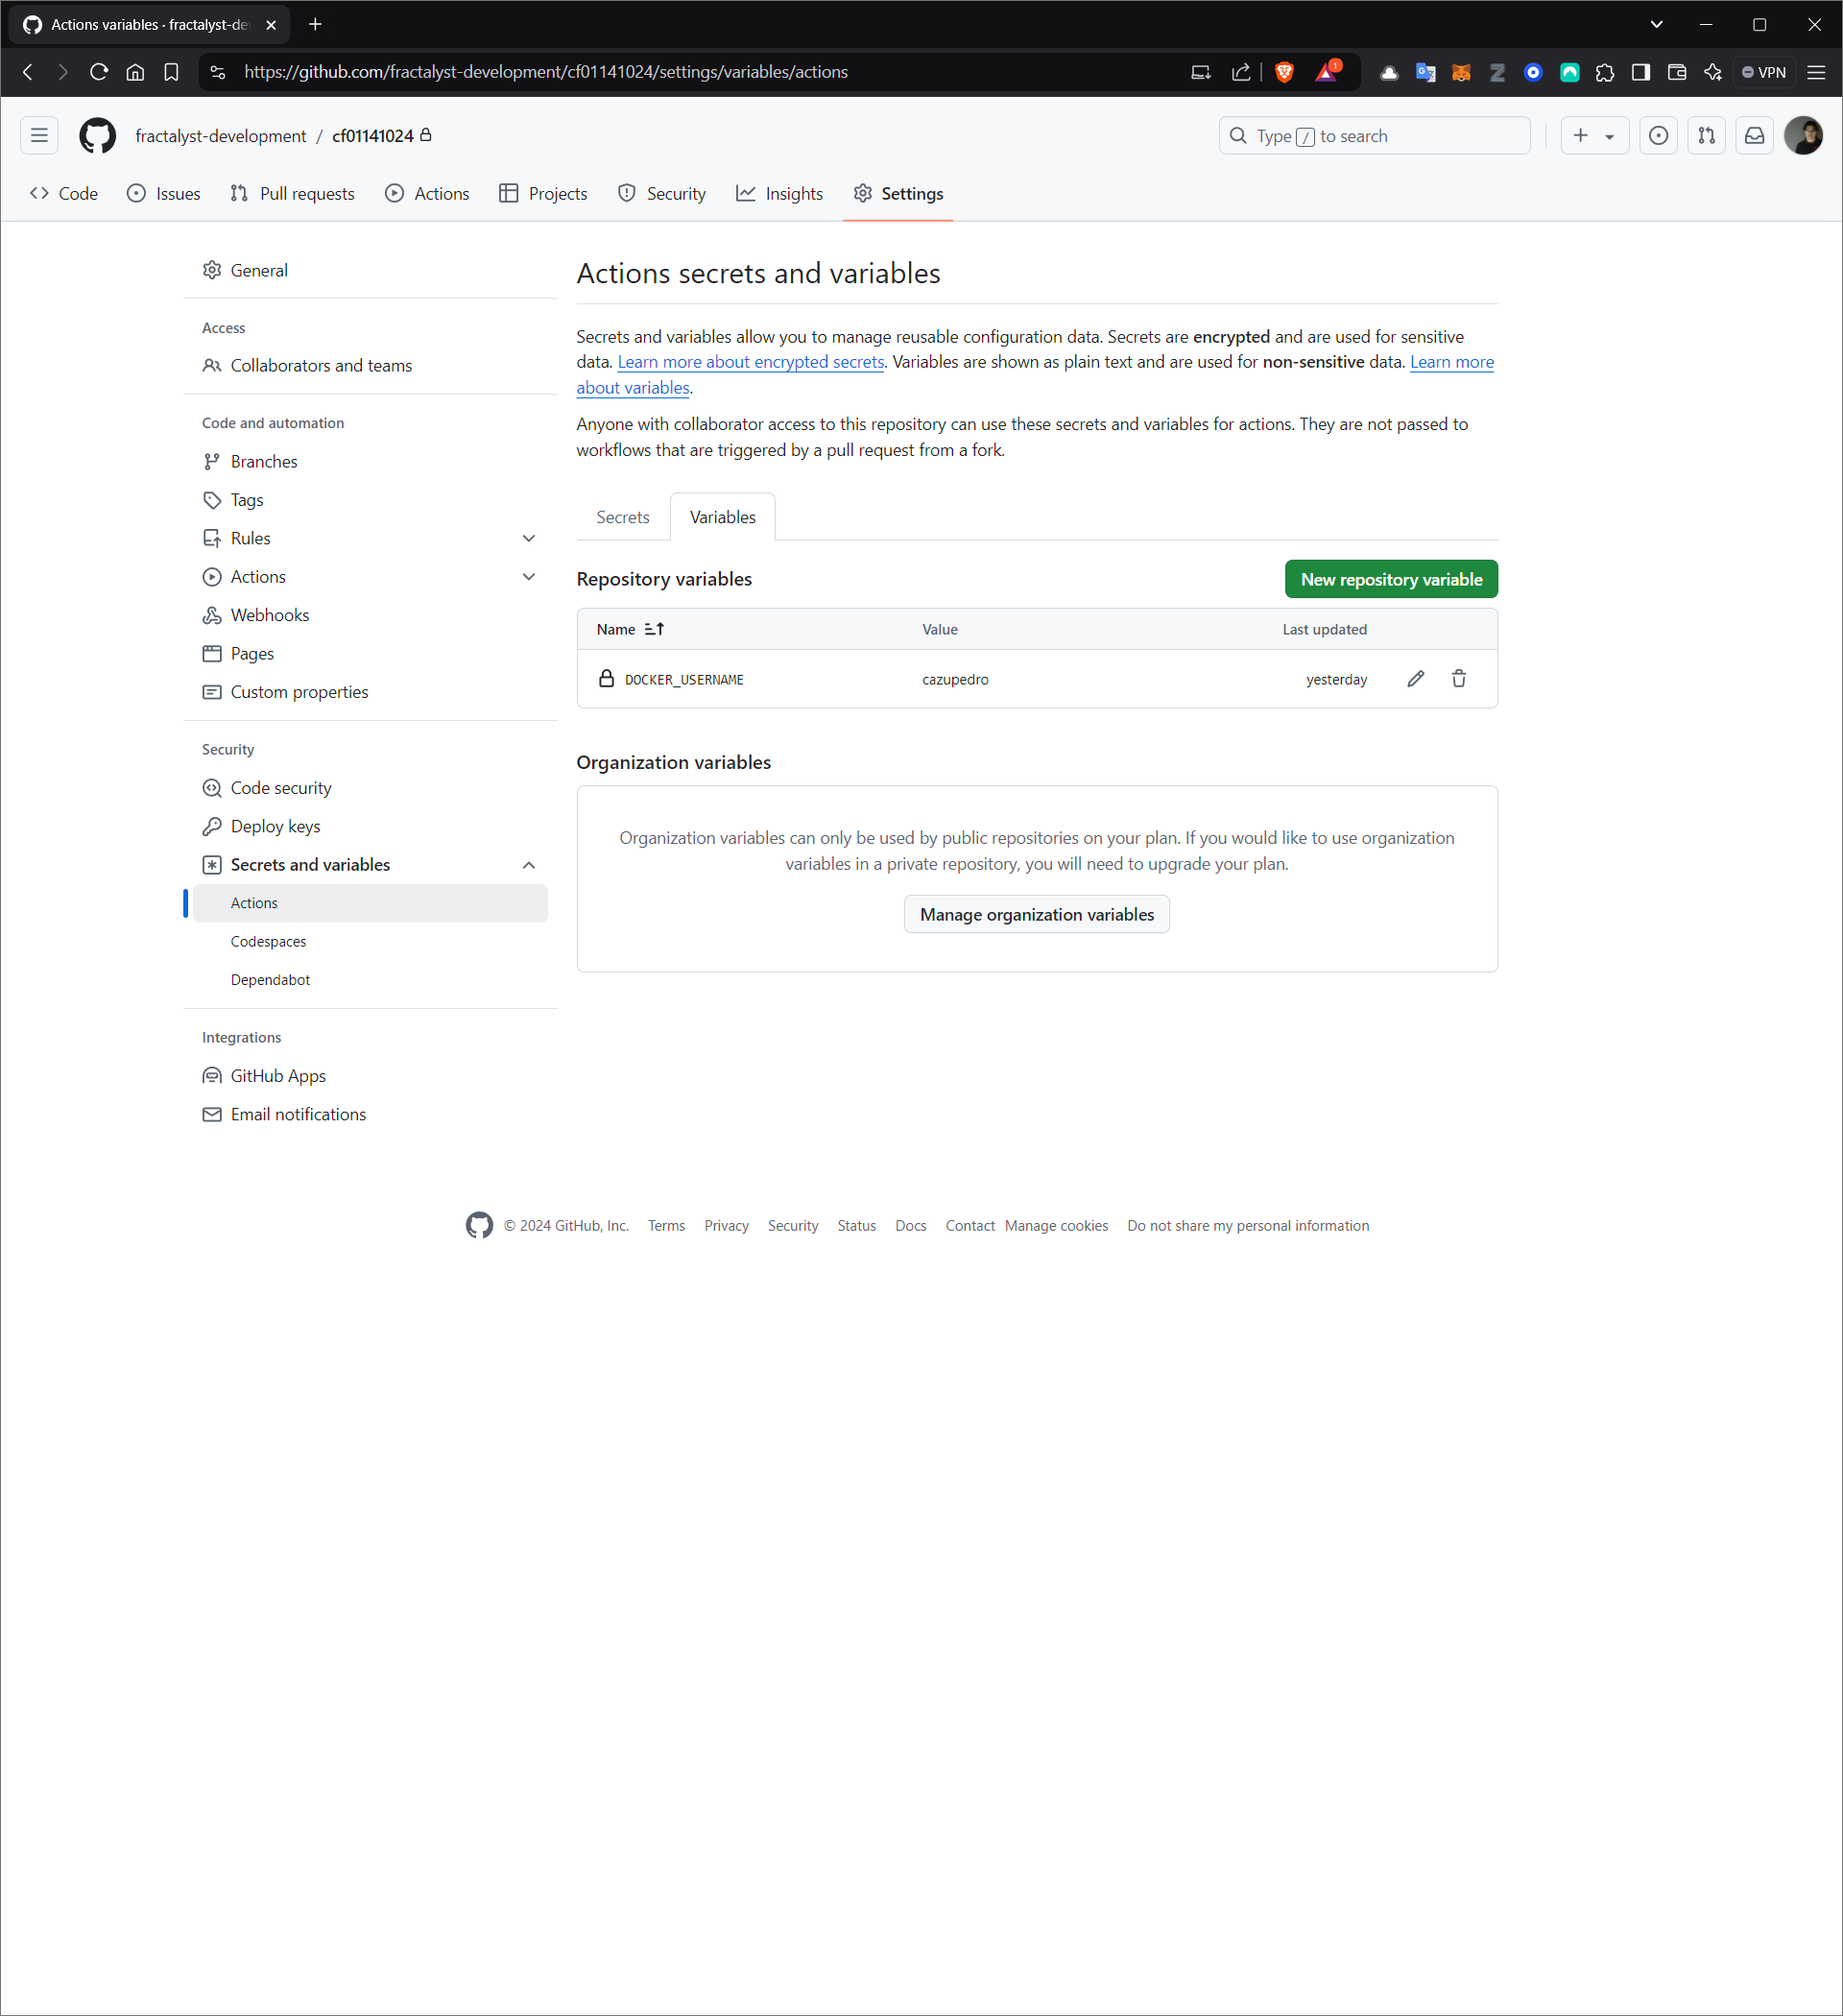 Actions variables · fractalyst-de
https://github.com/fractalyst-development/cf01141024/settings/variables/actions
1
VPN
fractalyst-development / cf01141024
Type / to search
Code
Issues
Pull requests
Actions
Projects
Security
Insights
Settings
General
Access
Collaborators and teams
Code and automation
Branches
Tags
Rules
Actions
Webhooks
Pages
Custom properties
Security
Code security
Deploy keys
Secrets and variables
Actions
Codespaces
Dependabot
Integrations
GitHub Apps
Email notifications
Actions secrets and variables
Secrets and variables allow you to manage reusable configuration data. Secrets are encrypted and are used for sensitive
data. Learn more about encrypted secrets. Variables are shown as plain text and are used for non-sensitive data. Learn more
about variables.
Anyone with collaborator access to this repository can use these secrets and variables for actions. They are not passed to
workflows that are triggered by a pull request from a fork.
Secrets
Variables
Repository variables
New repository variable
Name Value Last updated
DOCKER_USERNAME cazupedro yesterday
Organization variables
Organization variables can only be used by public repositories on your plan. If you would like to use organization
variables in a private repository, you will need to upgrade your plan.
Manage organization variables
© 2024 GitHub, Inc. Terms Privacy Security Status Docs Contact Manage cookies Do not share my personal information